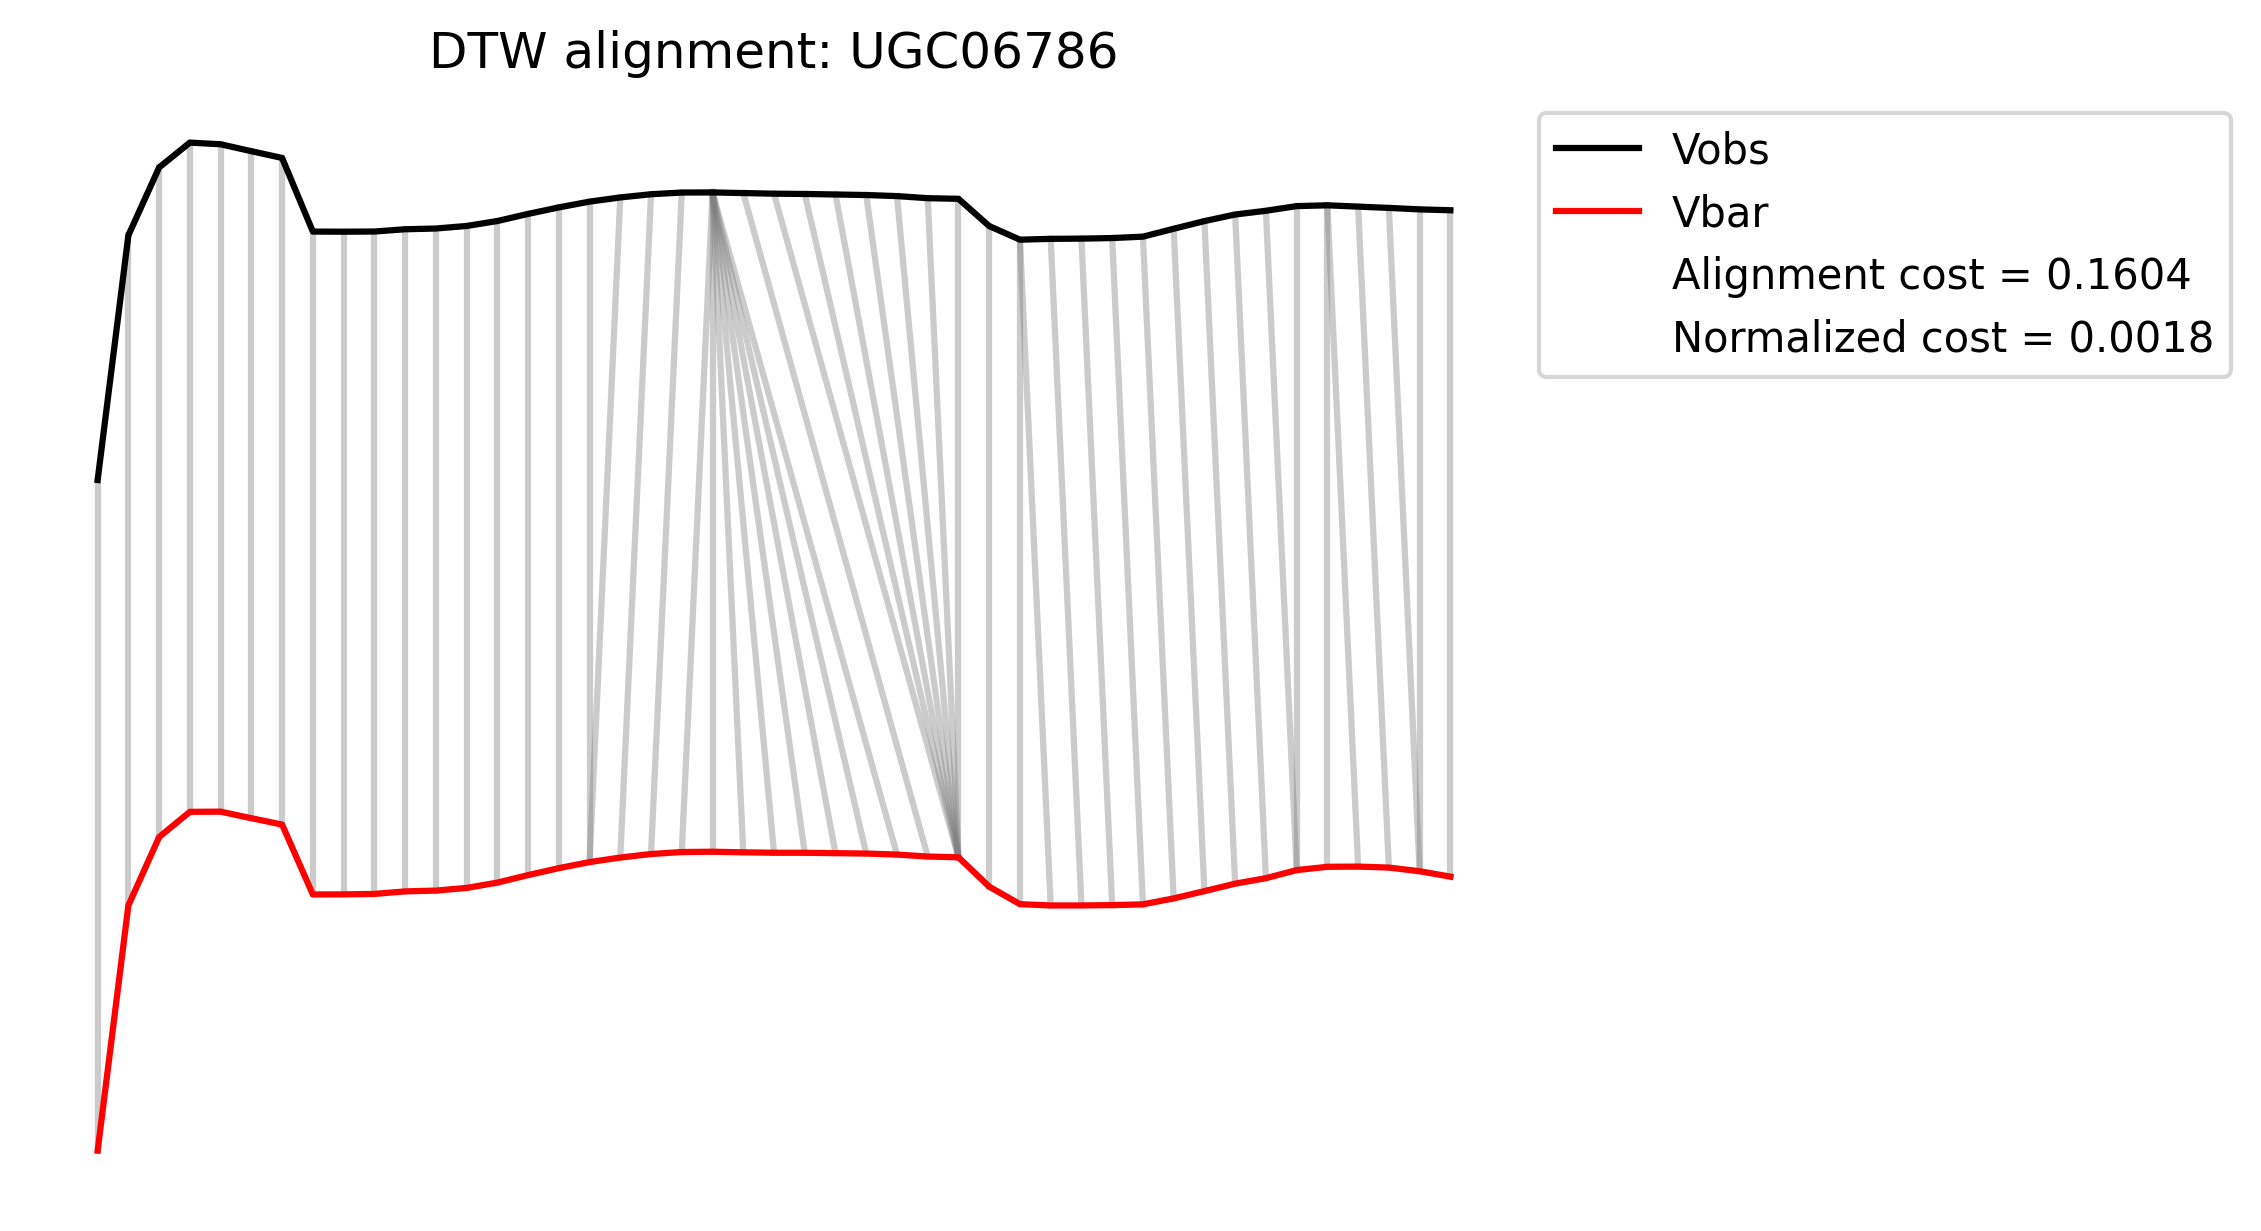 DTW alignment: UGC06786
Vobs
Vbar
Alignment cost = 0.1604
Normalized cost = 0.0018